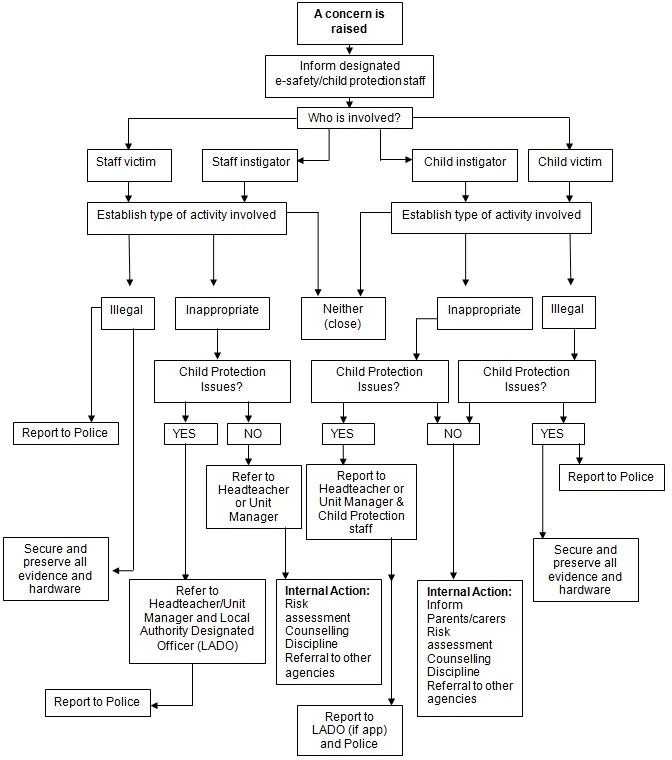 A concern is
raised
Inform designated
e-safety/child protection staff
Who is involved?
Staff victim
Staff instigator
Child instigator
Child victim
Establish type of activity involved
Establish type of activity involved
Illegal
Inappropriate
Neither
(close)
Inappropriate
Illegal
Child Protection
Issues?
Child Protection
Issues?
Child Protection
Issues?
Report to Police
YES
NO
YES
NO
YES
Refer to
Headteacher
or Unit
Manager
Report to
Headteacher or
Unit Manager &
Child Protection
staff
Report to Police
Secure and
preserve all
evidence and
hardware
Secure and
preserve all
evidence and
hardware
Refer to
Headteacher/Unit
Manager and Local
Authority Designated
Officer (LADO)
Internal Action:
Risk
assessment
Counselling
Discipline
Referral to other
agencies
Internal Action:
Inform
Parents/carers
Risk
assessment
Counselling
Discipline
Referral to other
agencies
Report to Police
Report to
LADO (if app)
and Police